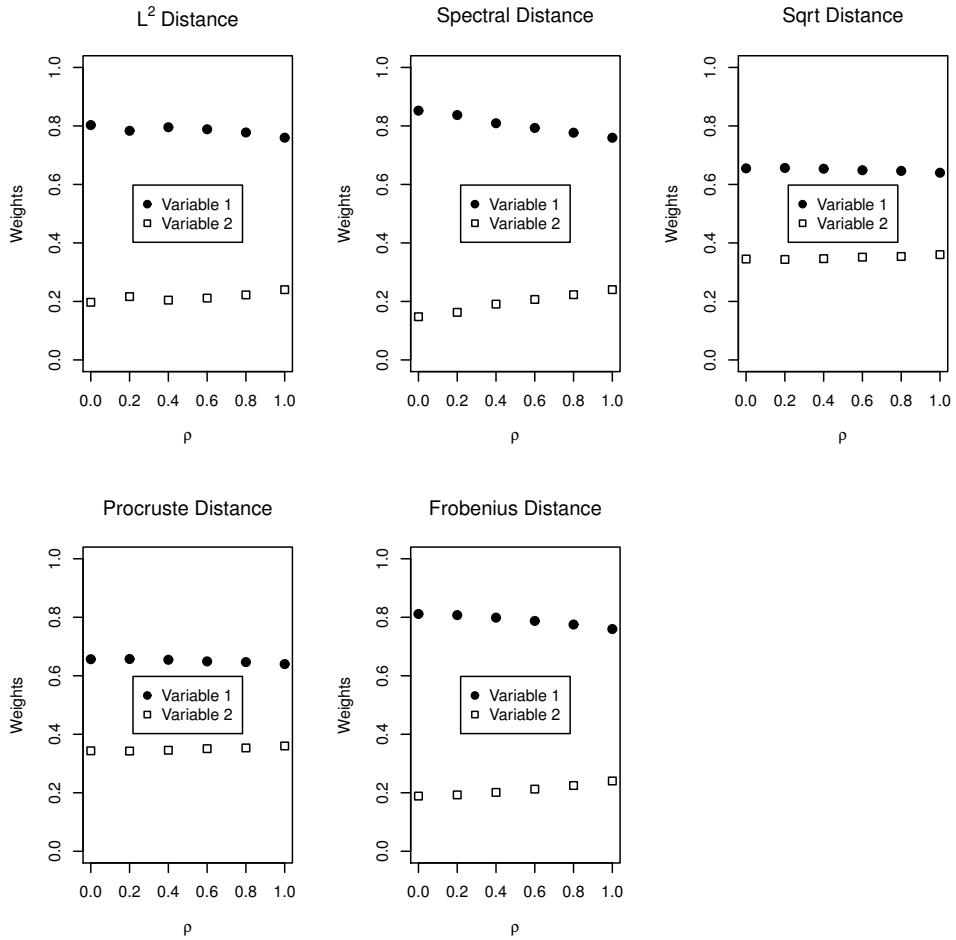 L² Distance
Weights
0.0 0.2 0.4 0.6 0.8 1.0
Variable 1
Variable 2
0.0 0.2 0.4 0.6 0.8 1.0
ρ
Spectral Distance
Weights
0.0 0.2 0.4 0.6 0.8 1.0
Variable 1
Variable 2
0.0 0.2 0.4 0.6 0.8 1.0
ρ
Sqrt Distance
Weights
0.0 0.2 0.4 0.6 0.8 1.0
Variable 1
Variable 2
0.0 0.2 0.4 0.6 0.8 1.0
ρ
Procruste Distance
Weights
0.0 0.2 0.4 0.6 0.8 1.0
Variable 1
Variable 2
0.0 0.2 0.4 0.6 0.8 1.0
ρ
Frobenius Distance
Weights
0.0 0.2 0.4 0.6 0.8 1.0
Variable 1
Variable 2
0.0 0.2 0.4 0.6 0.8 1.0
ρ